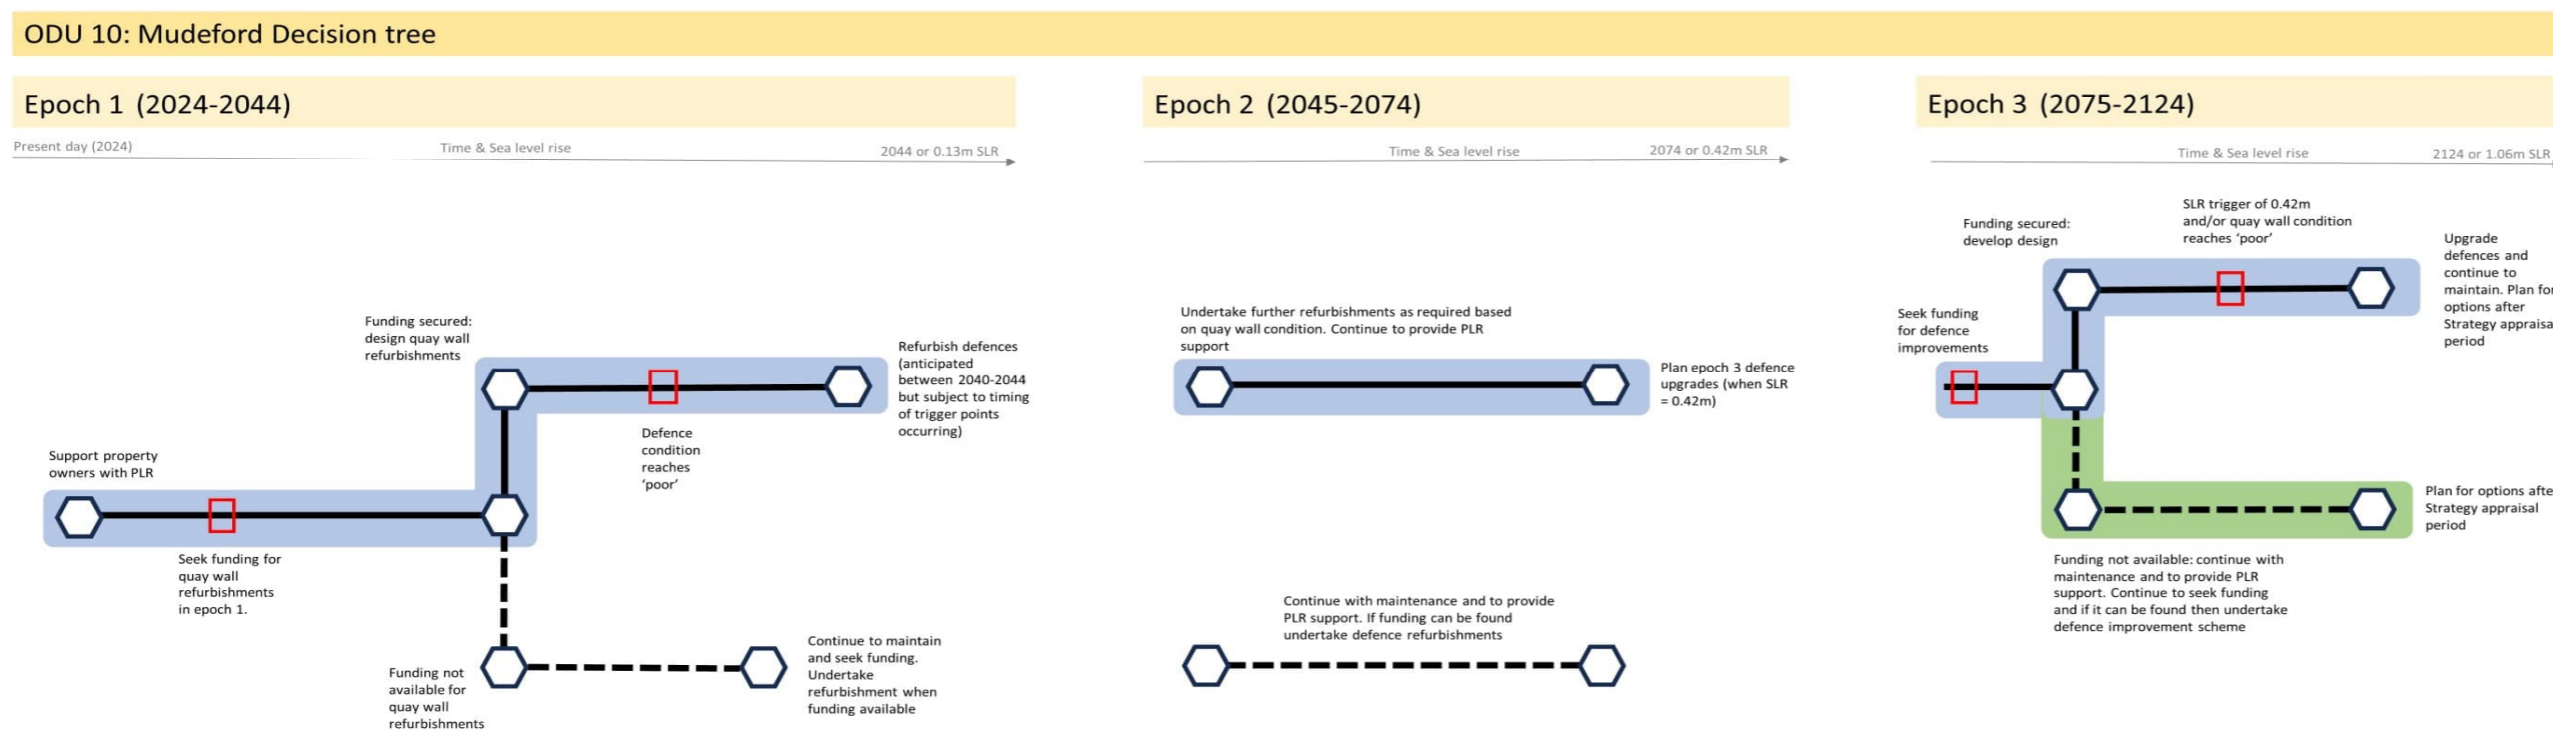 ODU 10: Mudeford Decision tree
Epoch 1 (2024-2044)
Present day (2024)
Time & Sea level rise
2044 or 0.13m SLR
Support property
owners with PLR
Seek funding for
quay wall
refurbishments
in epoch 1.
Funding secured:
design quay wall
refurbishments
Defence
condition
reaches
‘poor’
Refurbish defences
(anticipated
between 2040-2044
but subject to timing
of trigger points
occurring)
Funding not
available for
quay wall
refurbishments
Continue to maintain
and seek funding.
Undertake
refurbishment when
funding available
Epoch 2 (2045-2074)
Time & Sea level rise
2074 or 0.42m SLR
Undertake further refurbishments as required based
on quay wall condition. Continue to provide PLR
support
Plan epoch 3 defence
upgrades (when SLR
= 0.42m)
Continue with maintenance and to provide
PLR support. If funding can be found
undertake defence refurbishments
Epoch 3 (2075-2124)
Time & Sea level rise
2124 or 1.06m SLR
Seek funding
for defence
improvements
Funding secured:
develop design
SLR trigger of 0.42m
and/or quay wall condition
reaches ‘poor’
Upgrade
defences and
continue to
maintain. Plan for
options after
Strategy
period
Plan for options
Strategy appraisal
period
Funding not available: continue with
maintenance and to provide PLR
support. Continue to seek funding
and if it can be found then undertake
defence improvement scheme